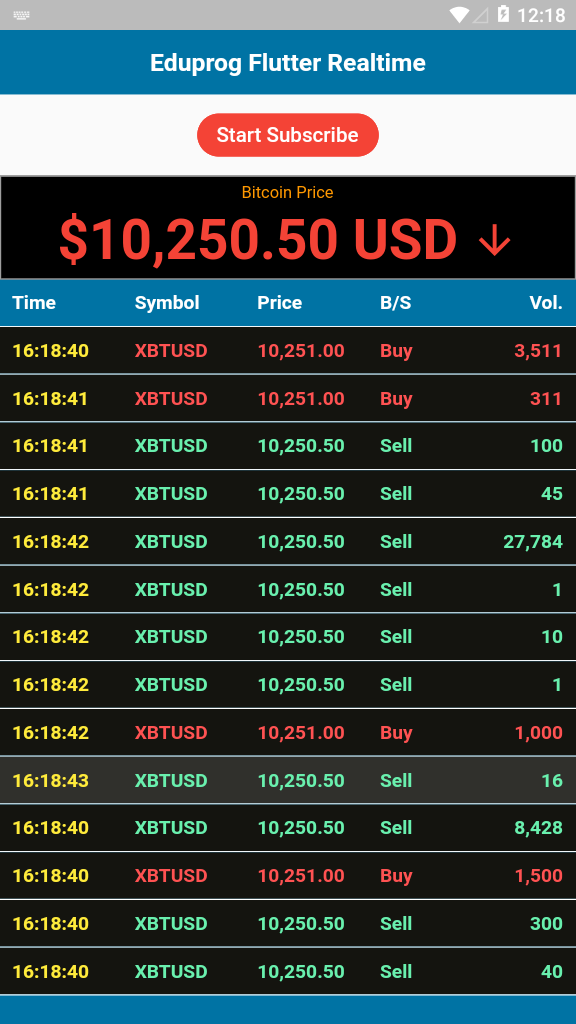 12:18
Eduprog Flutter Realtime
Start Subscribe
Bitcoin Price
$10,250.50 USD ↓
Time Symbol Price B/S Vol.
16:18:40 XBTUSD 10,251.00 Buy 3,511
16:18:41 XBTUSD 10,251.00 Buy 311
16:18:41 XBTUSD 10,250.50 Sell 100
16:18:41 XBTUSD 10,250.50 Sell 45
16:18:42 XBTUSD 10,250.50 Sell 27,784
16:18:42 XBTUSD 10,250.50 Sell 1
16:18:42 XBTUSD 10,250.50 Sell 10
16:18:42 XBTUSD 10,250.50 Sell 1
16:18:42 XBTUSD 10,251.00 Buy 1,000
16:18:43 XBTUSD 10,250.50 Sell 16
16:18:40 XBTUSD 10,250.50 Sell 8,428
16:18:40 XBTUSD 10,251.00 Buy 1,500
16:18:40 XBTUSD 10,250.50 Sell 300
16:18:40 XBTUSD 10,250.50 Sell 40